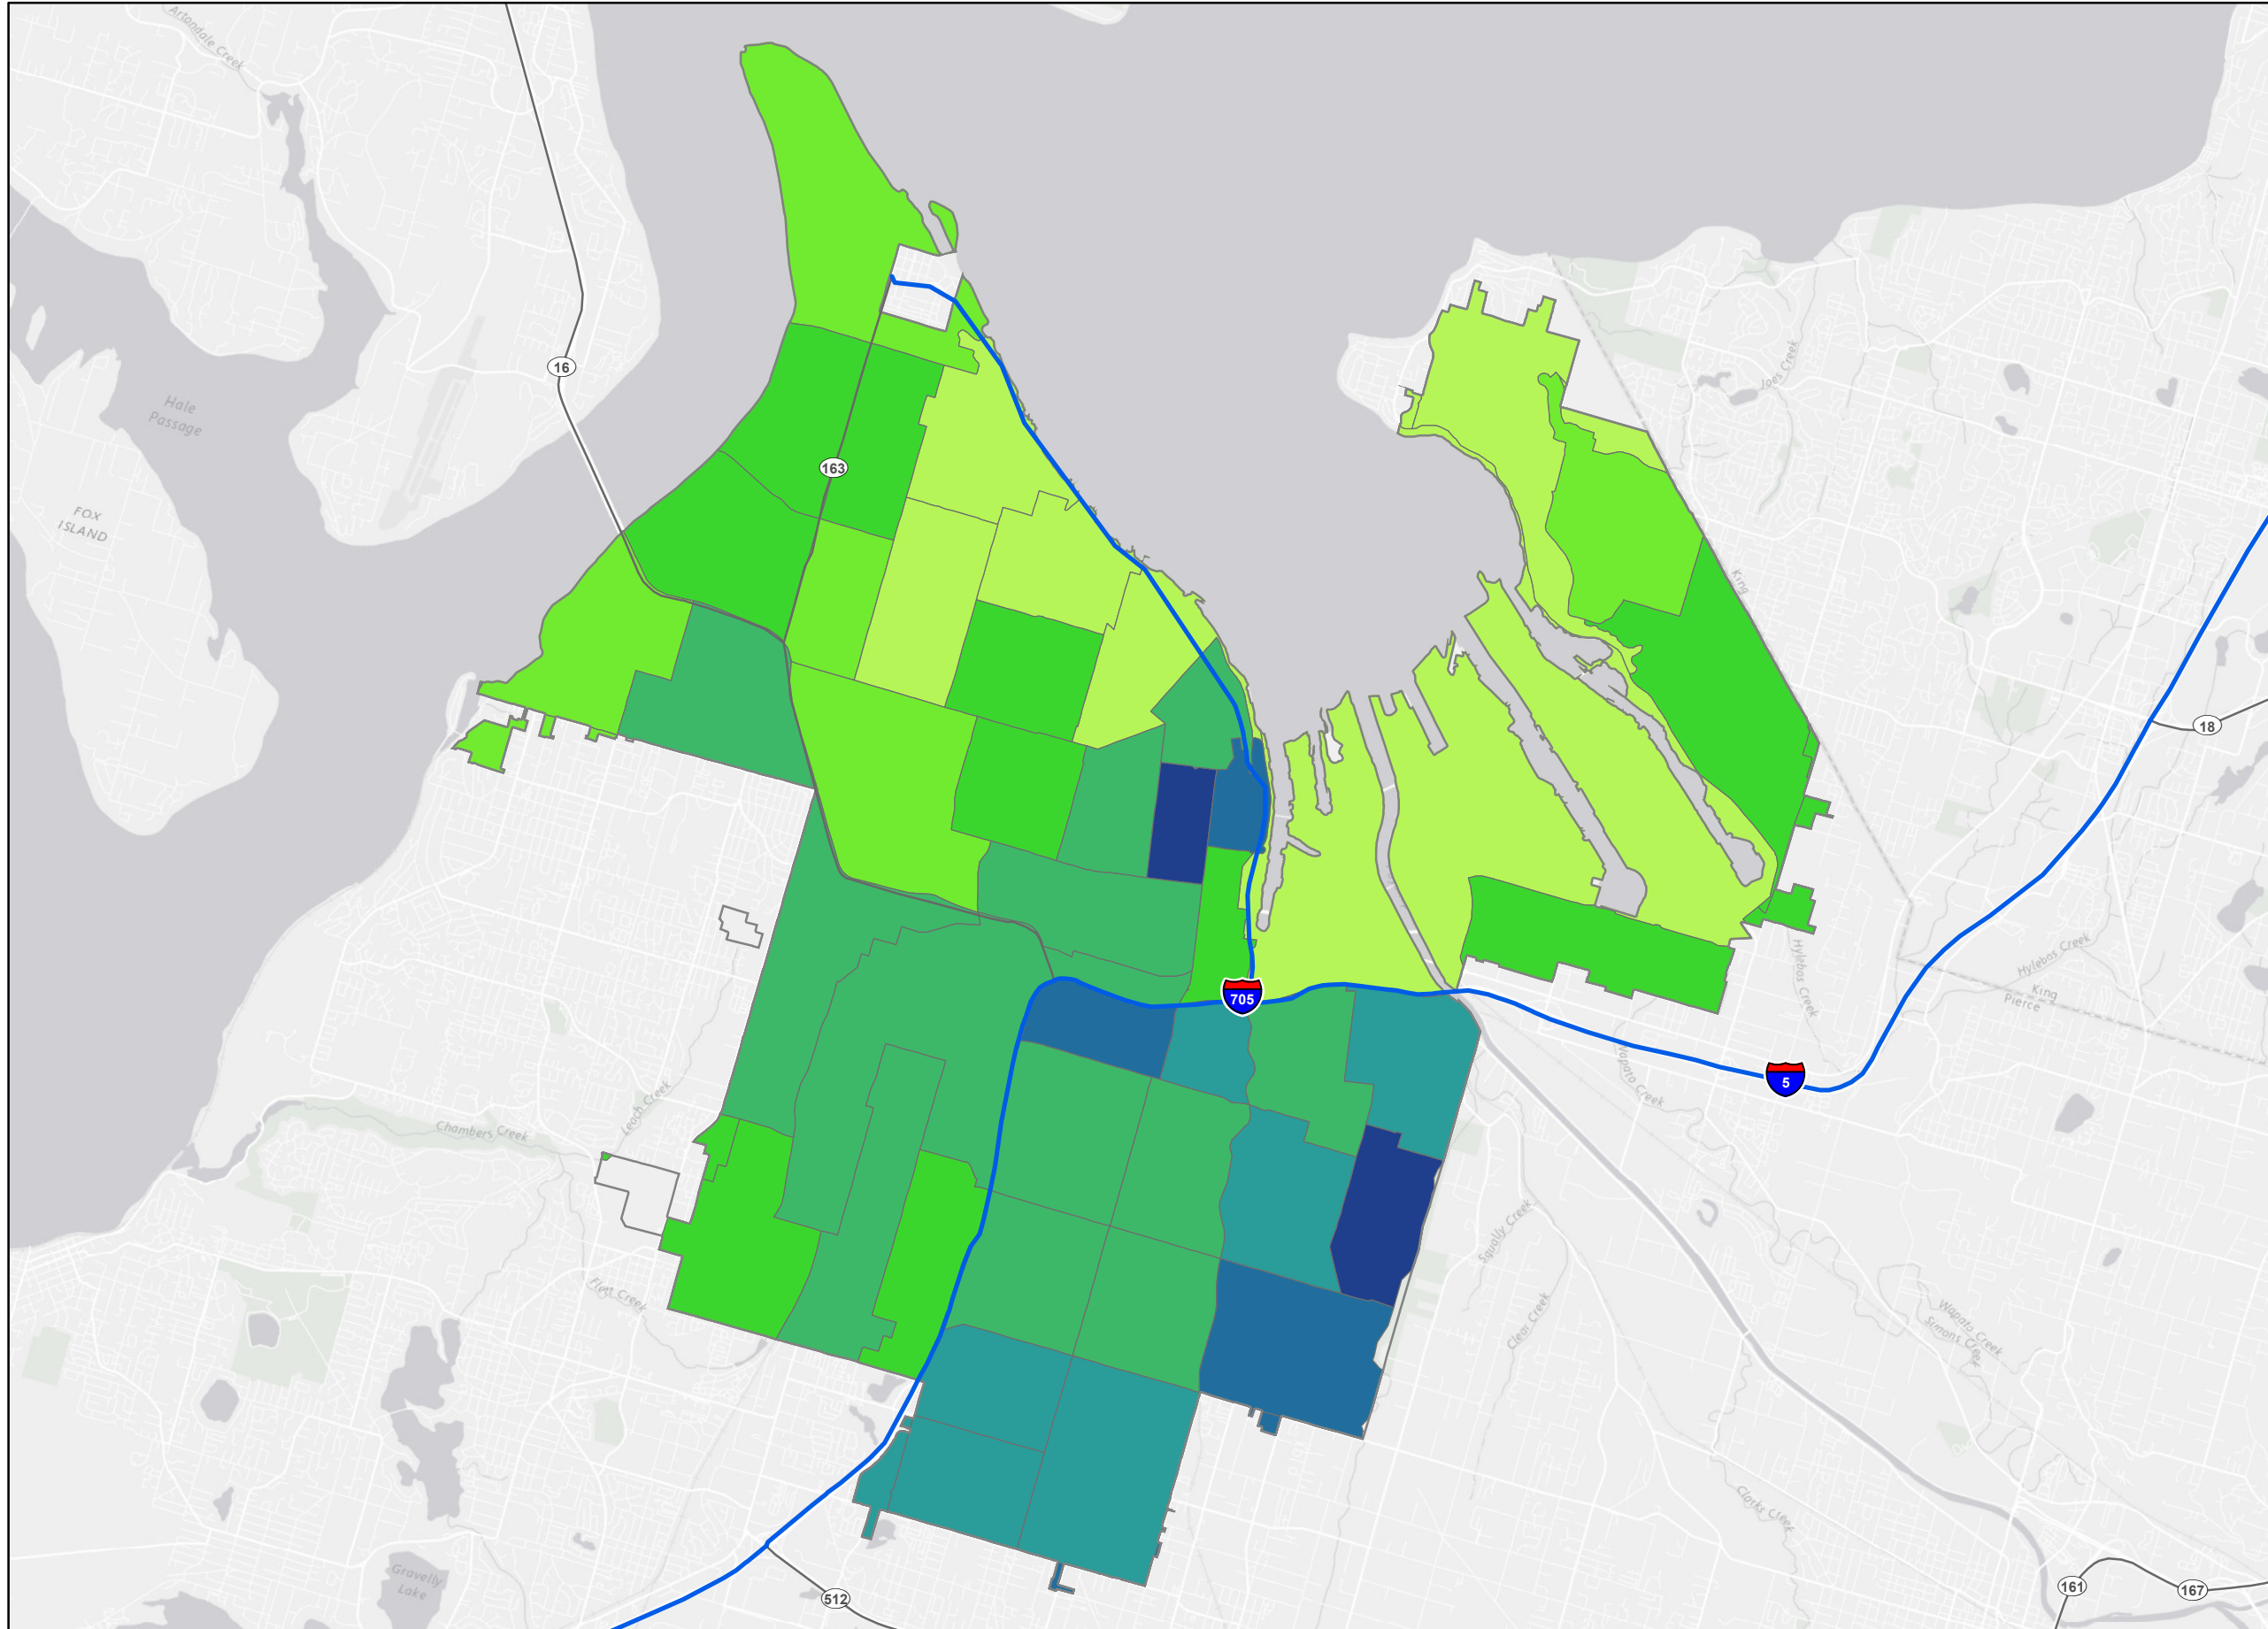 Artondale Creek
16
Hale
Passage
163
FOX
ISLAND
Joes Creek
King
18
Hylebos Creek
Hylebos Creek
King
Pierce
705
5
Wapato Creek
Leach Creek
Chambers Creek
Flett Creek
Squally Creek
Clear Creek
Wapato Creek
Simons Creek
Clarks Creek
Gravelly
Lake
512
161
167